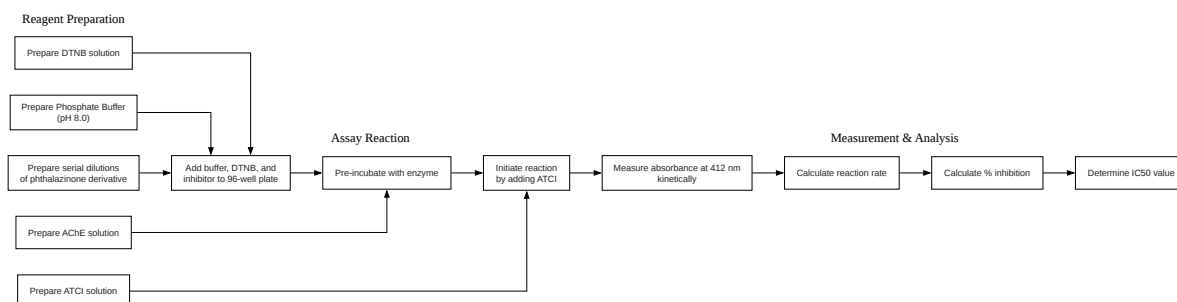 Reagent Preparation
Prepare DTNB solution
Prepare Phosphate Buffer
(pH 8.0)
Assay Reaction
Measurement & Analysis
Prepare serial dilutions
of phthalazinone derivative
Add buffer, DTNB, and
inhibitor to 96-well plate
Pre-incubate with enzyme
Initiate reaction
by adding ATCI
Measure absorbance at 412 nm
kinetically
Calculate reaction rate
Calculate % inhibition
Determine IC50 value
Prepare AChE solution
Prepare ATCI solution